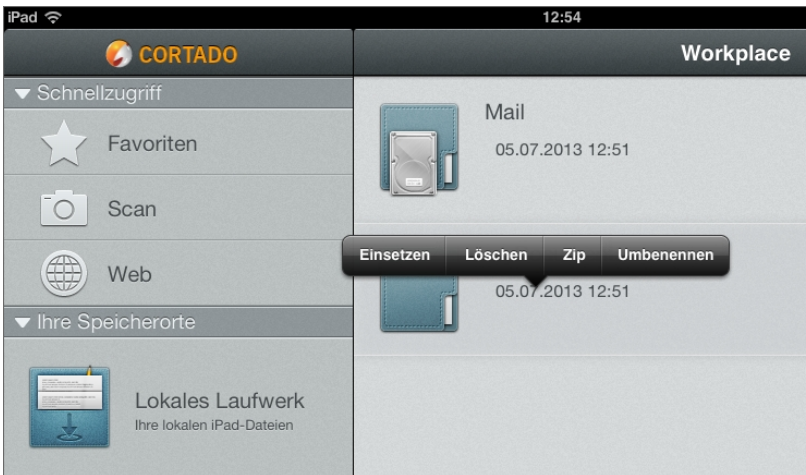 iPad 12:54
CORTADO
Workplace
Schnellzugriff
Favoriten
Scan
Web
Ihre Speicherorte
Lokales Laufwerk
Ihre lokalen iPad-Dateien
Mail
05.07.2013 12:51
Einsetzen Löschen Zip Umbenennen
05.07.2013 12:51